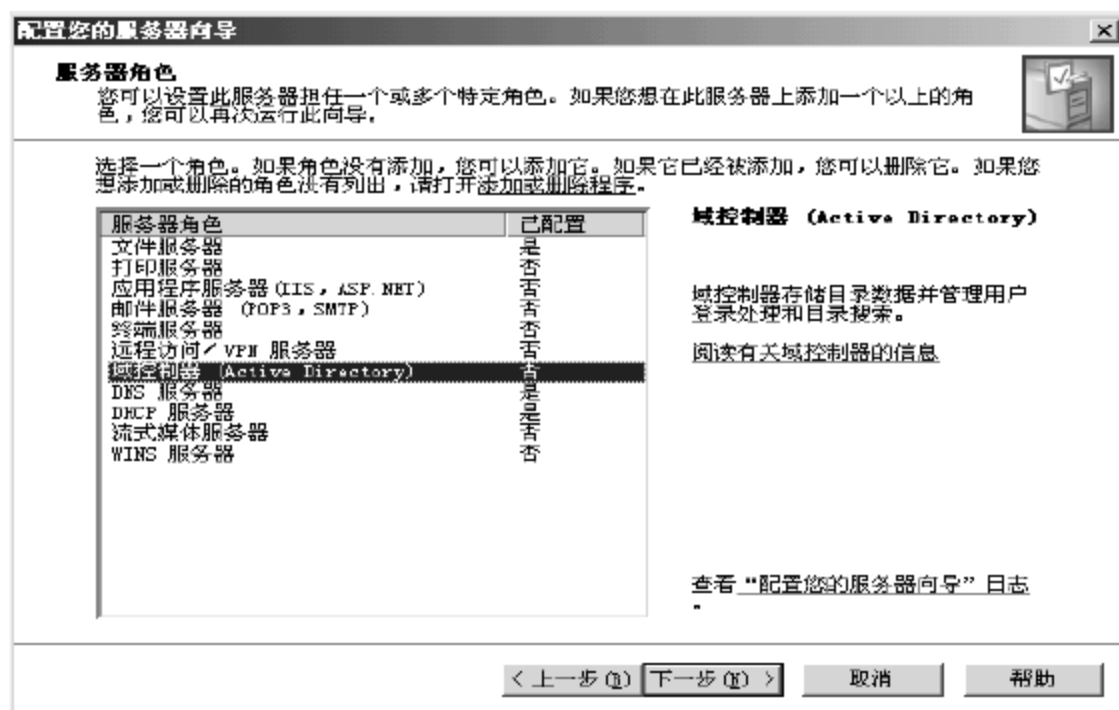 配置您的服务器向导
服务器角色
您可以设置此服务器担任一个或多个特定角色。如果您想在此服务器上添加一个以上的角
色，您可以再次运行此向导。
选择一个角色。如果角色没有添加，您可以添加它。如果它已经被添加，您可以删除它。如果您
想添加或删除的角色没有列出，请打开添加或删除程序。
服务器角色 已配置
文件服务器 是
打印服务器 否
应用程序服务器(IIS，ASP.NET) 否
邮件服务器 (POP3，SMTP) 否
终端服务器 否
远程访问/VPN 服务器 否
域控制器 (Active Directory) 否
DNS 服务器 是
DHCP 服务器 是
流式媒体服务器 否
WINS 服务器 否
域控制器 (Active Directory)
域控制器存储目录数据并管理用户
登录处理和目录搜索。
阅读有关域控制器的信息
查看“配置您的服务器向导”日志
。
< 上一步(B) 下一步(N) > 取消 帮助